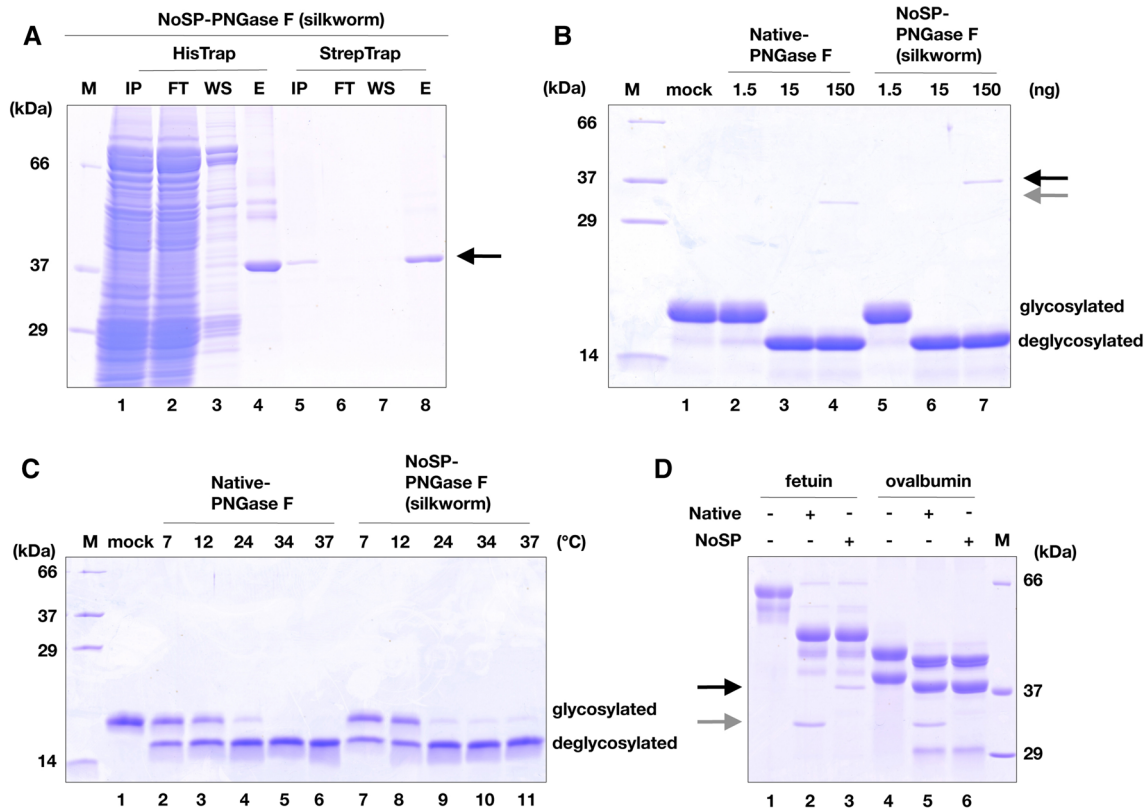 A
NoSP-PNGase F (silkworm)
HisTrap StrepTrap
M IP FT WS E IP FT WS E
(kDa)
66
37
29
1 2 3 4 5 6 7 8
B
Native-
PNGase F
NoSP-
PNGase F
(silkworm)
(kDa) M mock 1.5 15 150 1.5 15 150 (ng)
66
37
29
glycosylated
deglycosylated
14
1 2 3 4 5 6 7
C
Native-
PNGase F
NoSP-
PNGase F
(silkworm)
M mock 7 12 24 34 37 7 12 24 34 37 (°C)
(kDa)
66
37
29
glycosylated
deglycosylated
14
1 2 3 4 5 6 7 8 9 10 11
D
fetuin ovalbumin
Native - + - - + -
NoSP - - + - - + M
(kDa)
66
37
29
1 2 3 4 5 6